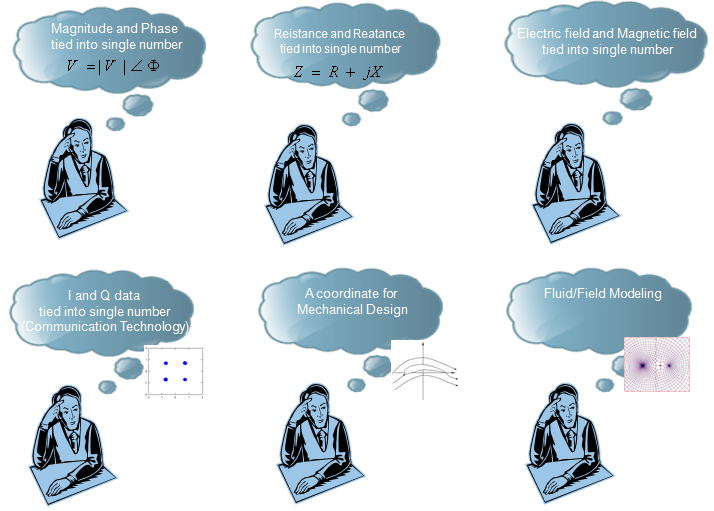 Magnitude and Phase
tied into single number
V = |V| ∠ Φ
Reistance and Reatance
tied into single number
Z = R + jX
Electric field and Magnetic field
tied into single number
I and Q data
tied into single number
(Communication Technology)
A coordinate for
Mechanical Design
Fluid/Field Modeling